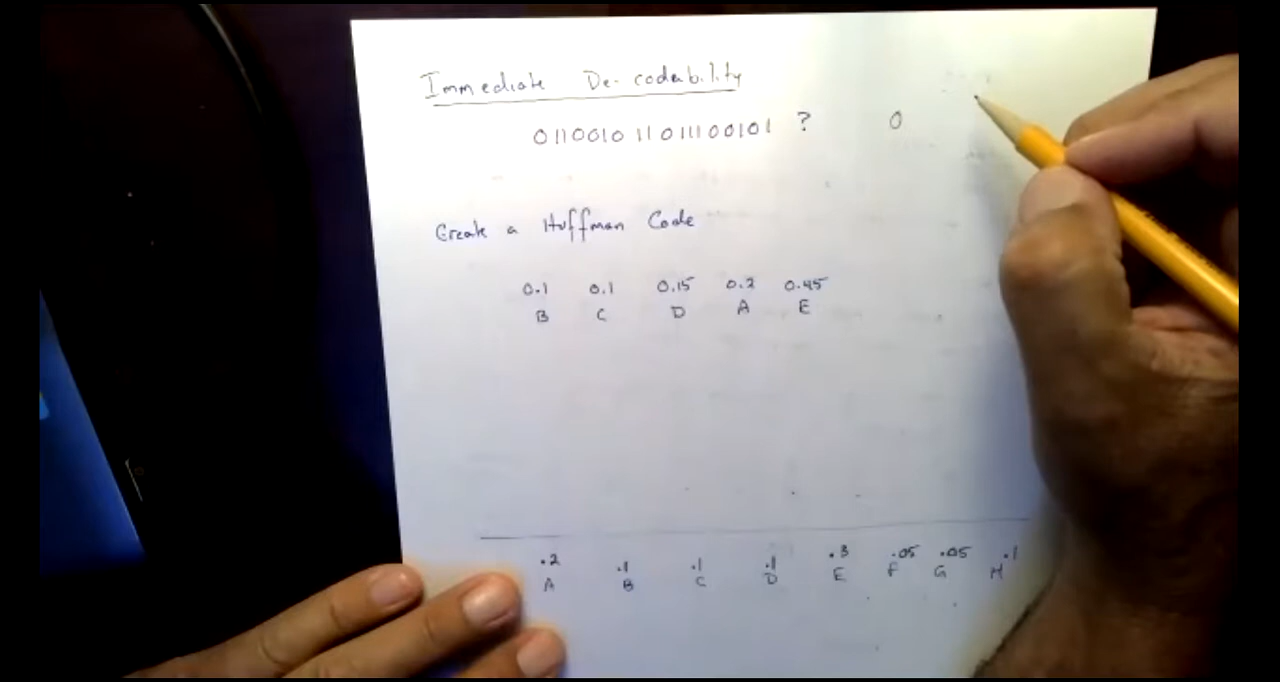 Immediate De-codability
011001011011100101 ? 0
Create a Huffman Code
0.1 0.1 0.15 0.2 0.45
B C D A E
.2 .1 .1 .1 .3 .05 .05 .1
A B C D E F G H